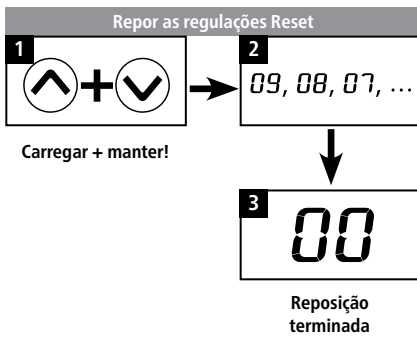 Repor as regulações Reset
1
+
Carregar + manter!
2
09, 08, 07, ...
3
00
Reposição
terminada